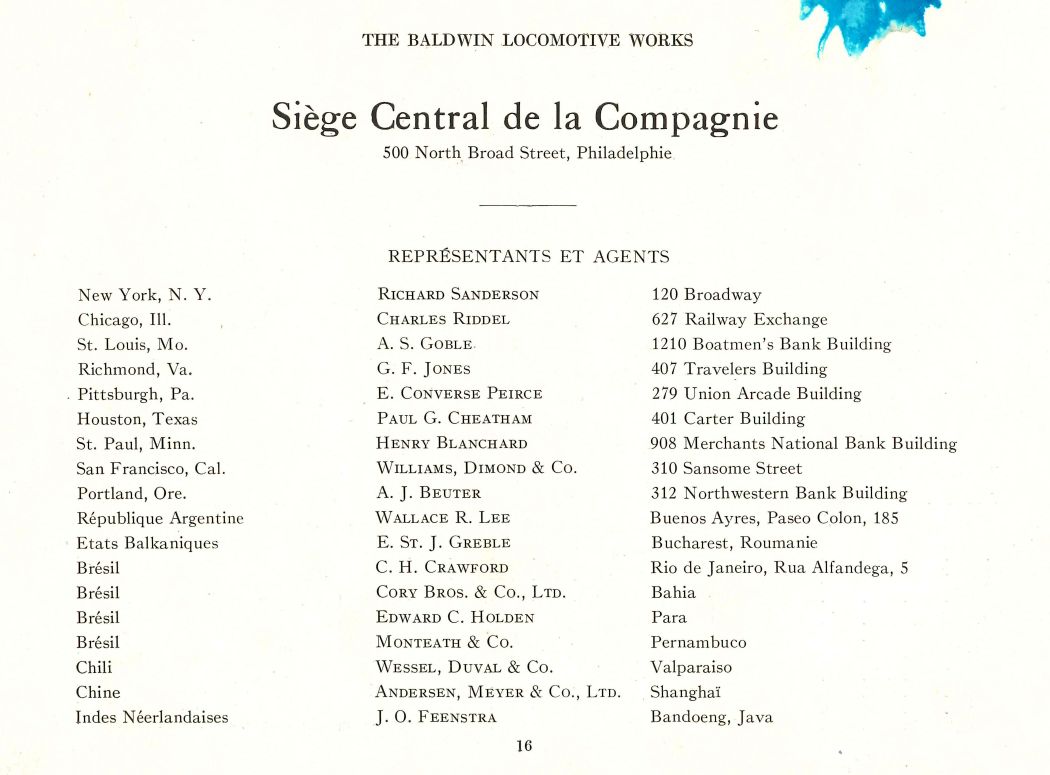 THE BALDWIN LOCOMOTIVE WORKS
Siège Central de la Compagnie
500 North Broad Street, Philadelphie
REPRÉSENTANTS ET AGENTS
New York, N. Y. RICHARD SANDERSON 120 Broadway
Chicago, Ill. CHARLES RIDDEL 627 Railway Exchange
St. Louis, Mo. A. S. GOBLE 1210 Boatmen's Bank Building
Richmond, Va. G. F. JONES 407 Travelers Building
Pittsburgh, Pa. E. CONVERSE PEIRCE 279 Union Arcade Building
Houston, Texas PAUL G. CHEATHAM 401 Carter Building
St. Paul, Minn. HENRY BLANCHARD 908 Merchants National Bank Building
San Francisco, Cal. WILLIAMS, DIMOND & CO. 310 Sansome Street
Portland, Ore. A. J. BEUTER 312 Northwestern Bank Building
République Argentine WALLACE R. LEE Buenos Ayres, Paseo Colon, 185
Etats Balkaniques E. ST. J. GREBLE Bucharest, Roumanie
Brésil C. H. CRAWFORD Rio de Janeiro, Rua Alfandega, 5
Brésil CORY BROS. & CO., LTD. Bahia
Brésil EDWARD C. HOLDEN Para
Brésil MONTEATH & CO. Pernambuco
Chili WESSEL, DUVAL & CO. Valparaiso
Chine ANDERSEN, MEYER & CO., LTD. Shanghaï
Indes Néerlandaises J. O. FEENSTRA Bandoeng, Java
16